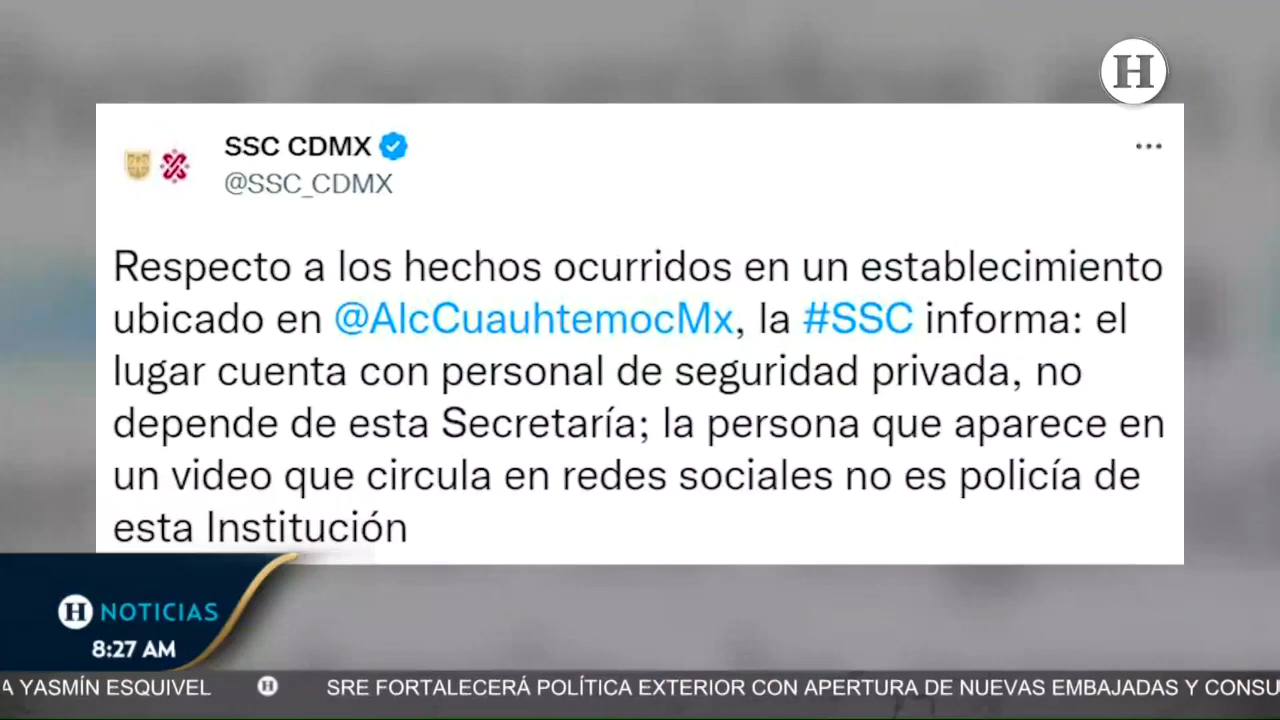 H
SSC CDMX
@SSC_CDMX
Respecto a los hechos ocurridos en un establecimiento
ubicado en @AlcCuauhtemocMx, la #SSC informa: el
lugar cuenta con personal de seguridad privada, no
depende de esta Secretaría; la persona que aparece en
un video que circula en redes sociales no es policía de
esta Institución
H NOTICIAS
8:27 AM
A YASMÍN ESQUIVEL H SRE FORTALECERÁ POLÍTICA EXTERIOR CON APERTURA DE NUEVAS EMBAJADAS Y CONSU